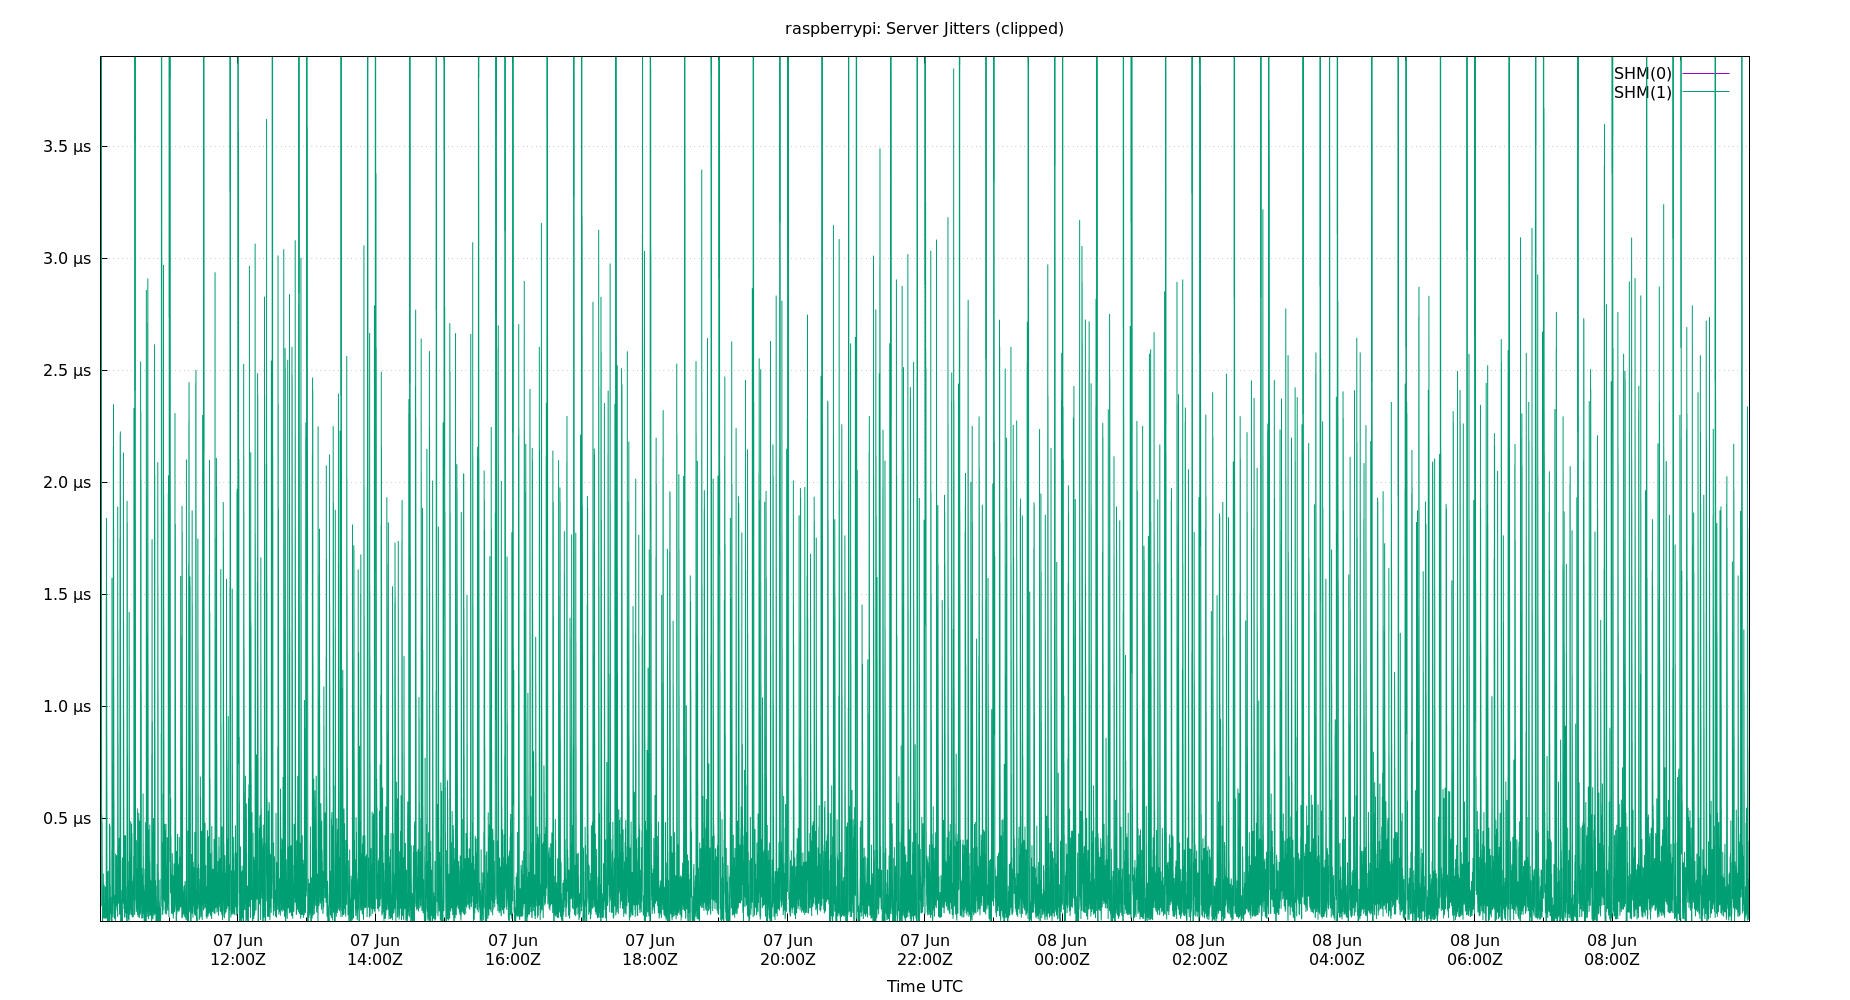 raspberrypi: Server Jitters (clipped)
SHM(0)
SHM(1)
3.5 µs
3.0 µs
2.5 µs
2.0 µs
1.5 µs
1.0 µs
0.5 µs
07 Jun 07 Jun 07 Jun 07 Jun 07 Jun 07 Jun 08 Jun 08 Jun 08 Jun 08 Jun 08 Jun
12:00Z 14:00Z 16:00Z 18:00Z 20:00Z 22:00Z 00:00Z 02:00Z 04:00Z 06:00Z 08:00Z
Time UTC